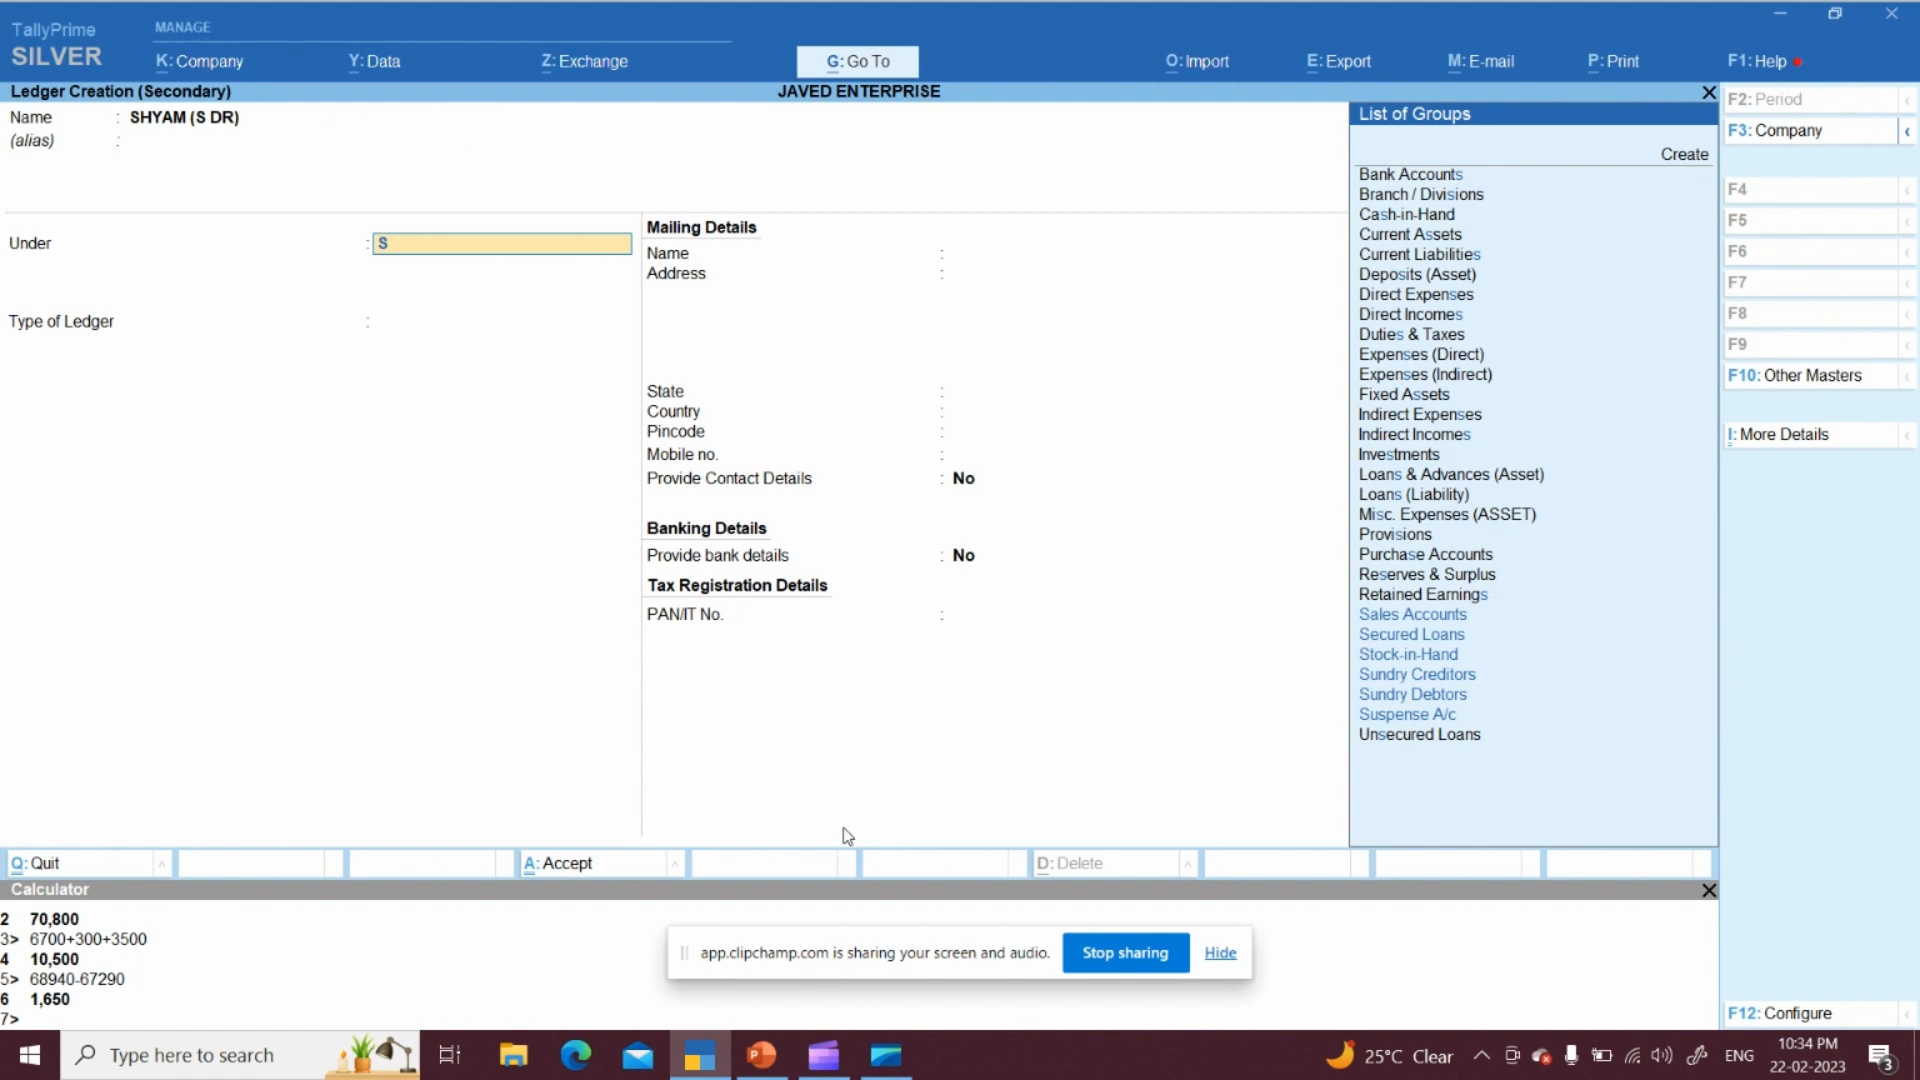 TallyPrime
SILVER
MANAGE
K: Company
Y: Data
Z: Exchange
G: Go To
O: Import
E: Export
M: E-mail
P: Print
F1: Help
Ledger Creation (Secondary)
JAVED ENTERPRISE
Name : SHYAM (S DR)
(alias) :
Under : S
Type of Ledger :
Mailing Details
Name :
Address :
State :
Country :
Pincode :
Mobile no. :
Provide Contact Details : No
Banking Details
Provide bank details : No
Tax Registration Details
PAN/IT No. :
List of Groups
Create
Bank Accounts
Branch / Divisions
Cash-in-Hand
Current Assets
Current Liabilities
Deposits (Asset)
Direct Expenses
Direct Incomes
Duties & Taxes
Expenses (Direct)
Expenses (Indirect)
Fixed Assets
Indirect Expenses
Indirect Incomes
Investments
Loans & Advances (Asset)
Loans (Liability)
Misc. Expenses (ASSET)
Provisions
Purchase Accounts
Reserves & Surplus
Retained Earnings
Sales Accounts
Secured Loans
Stock-in-Hand
Sundry Creditors
Sundry Debtors
Suspense A/c
Unsecured Loans
F2: Period
F3: Company
F4
F5
F6
F7
F8
F9
F10: Other Masters
I: More Details
F12: Configure
Q: Quit
A: Accept
D: Delete
Calculator
2 70,800
3> 6700+300+3500
4 10,500
5> 68940-67290
6 1,650
7>
app.clipchamp.com is sharing your screen and audio.
Stop sharing
Hide
Type here to search
25°C Clear
ENG
10:34 PM
22-02-2023
3